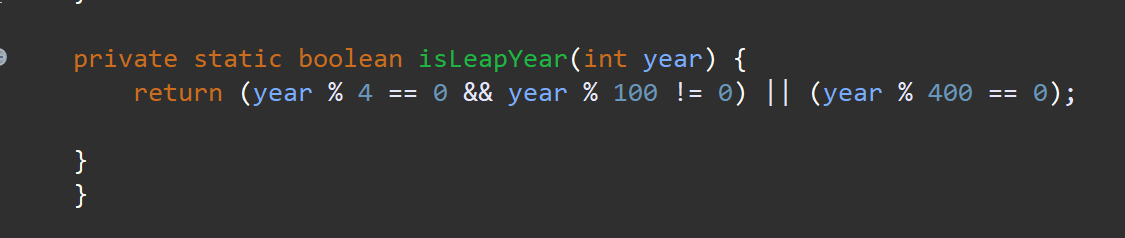 private static boolean isLeapYear(int year) {
return (year % 4 == 0 && year % 100 != 0) || (year % 400 == 0);
}
}